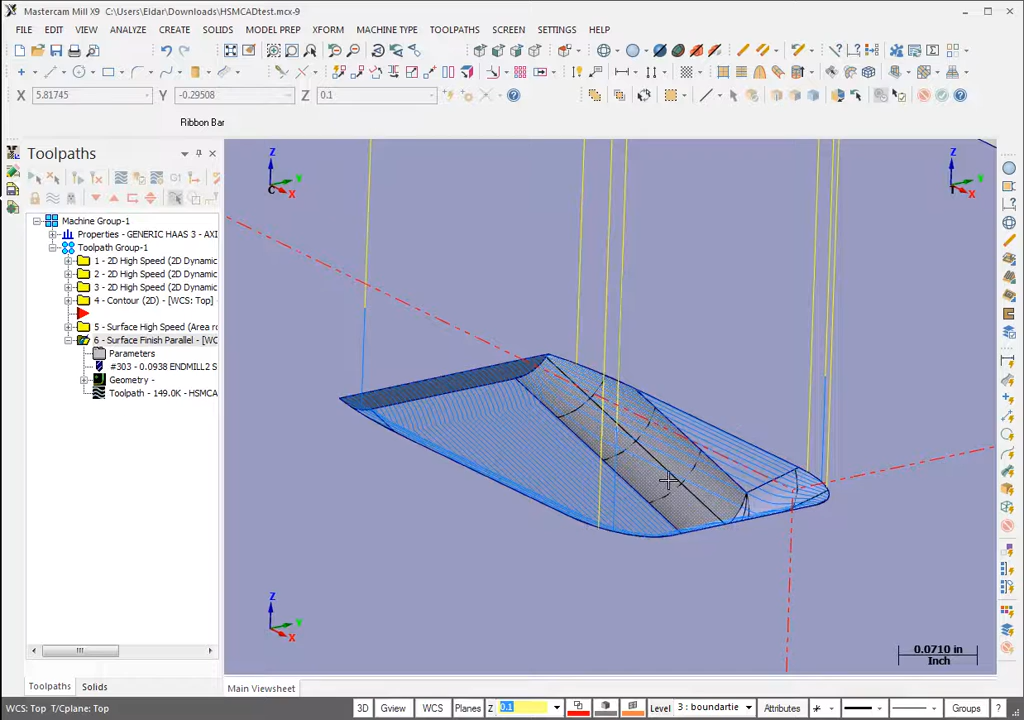 Mastercam Mill X9 C:\Users\Eldar\Downloads\HSMCADtest.mcx-9
FILE EDIT VIEW ANALYZE CREATE SOLIDS MODEL PREP XFORM MACHINE TYPE TOOLPATHS SCREEN SETTINGS HELP
X 5.81745 Y -0.29508 Z 0.1
Ribbon Bar
Toolpaths
Machine Group-1
Properties - GENERIC HAAS 3 - AXI
Toolpath Group-1
1 - 2D High Speed (2D Dynamic
2 - 2D High Speed (2D Dynamic
3 - 2D High Speed (2D Dynamic
4 - Contour (2D) - [WCS: Top]
5 - Surface High Speed (Area ro
6 - Surface Finish Parallel - [WC
Parameters
#303 - 0.0938 ENDMILL2 S
Geometry -
Toolpath - 149.0K - HSMCA
Z Y X C
Z Y X T
Z Y X
0.0710 in
Inch
Toolpaths Solids
Main Viewsheet
WCS: Top T/Cplane: Top
3D Gview WCS Planes Z 0.1 Level 3 : boundartie Attributes Groups ?